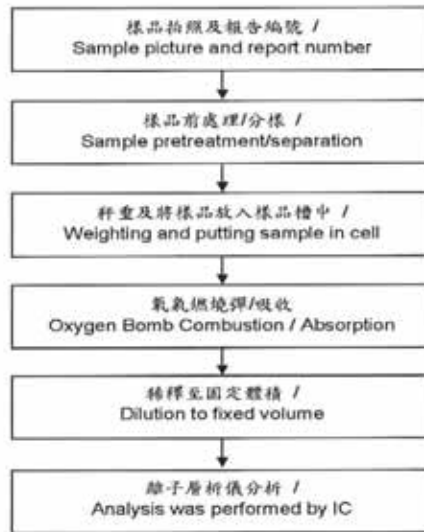 樣品拍照及報告編號 /
Sample picture and report number
樣品前處理/分樣 /
Sample pretreatment/separation
秤重及將樣品放入樣品槽中 /
Weighting and putting sample in cell
氧氣燃燒彈/吸收
Oxygen Bomb Combustion / Absorption
稀釋至固定體積 /
Dilution to fixed volume
離子層析儀分析 /
Analysis was performed by IC